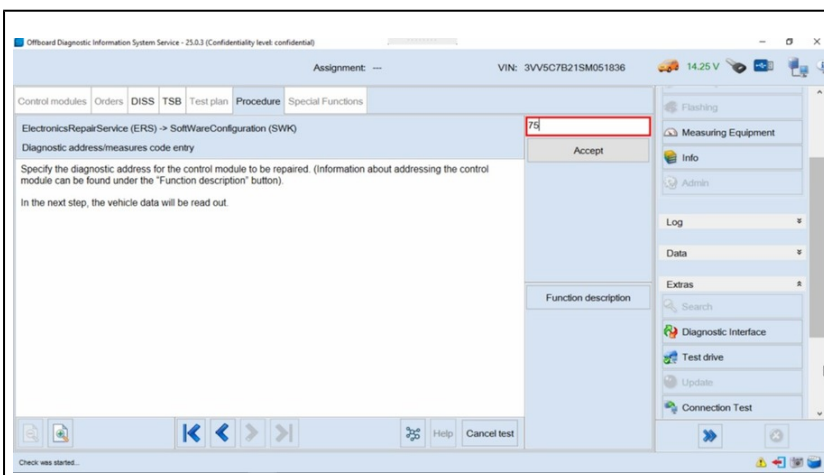 Offboard Diagnostic Information System Service - 25.0.3 (Confidentiality level: confidential)
Assignment: ---
VIN: 3VV5C7B21SM051836
14.25 V
Control modules Orders DISS TSB Test plan Procedure Special Functions
ElectronicsRepairService (ERS) -> SoftWareConfiguration (SWK)
Diagnostic address/measures code entry
Specify the diagnostic address for the control module to be repaired. (Information about addressing the control
module can be found under the "Function description" button).
In the next step, the vehicle data will be read out.
75
Accept
Function description
Flashing
Measuring Equipment
Info
Admin
Log
Data
Extras
Search
Diagnostic Interface
Test drive
Update
Connection Test
Help
Cancel test
Check was started...